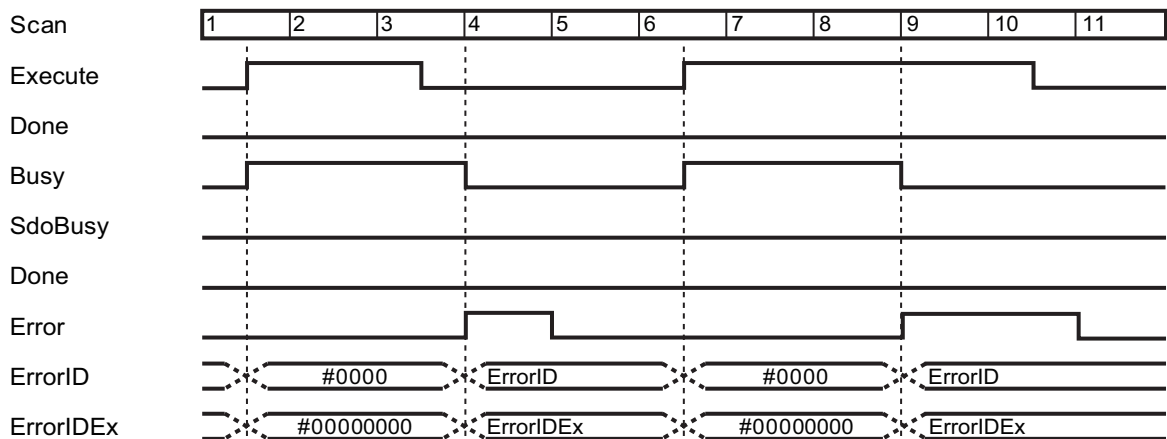 Scan 1 2 3 4 5 6 7 8 9 10 11
Execute
Done
Busy
SdoBusy
Done
Error
ErrorID #0000 ErrorID #0000 ErrorID
ErrorIDEx #00000000 ErrorIDEx #00000000 ErrorIDEx